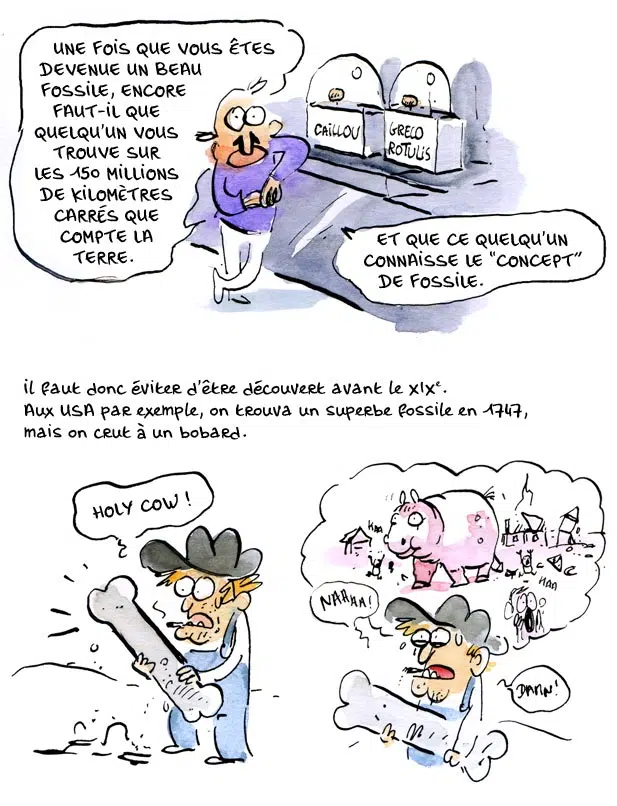 UNE FOIS QUE VOUS ÊTES
DEVENUE UN BEAU
FOSSILE, ENCORE
FAUT-IL QUE
QUELQU'UN VOUS
TROUVE SUR
LES 150 MILLIONS
DE KILOMÈTRES
CARRÉS QUE
COMPTE LA
TERRE.
CAILLOU
GRECO
ROTULIS
ET QUE CE QUELQU'UN
CONNAISSE LE "CONCEPT"
DE FOSSILE.
il faut donc éviter d'être découvert avant le XIXᵉ.
Aux USA par exemple, on trouva un superbe fossile en 1747,
mais on crut à un bobard.
HOLY COW !
HAA
HAA
NAHAA!
DAMN!